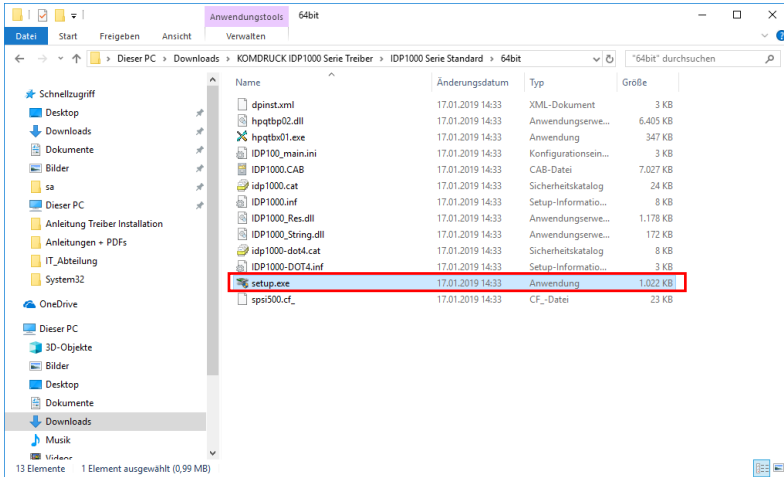 Anwendungstools 64bit
Datei Start Freigeben Ansicht Verwalten
Dieser PC > Downloads > KOMDRUCK IDP1000 Serie Treiber > IDP1000 Serie Standard > 64bit "64bit" durchsuchen
Name Änderungsdatum Typ Größe
Schnellzugriff
Desktop
Downloads
Dokumente
Bilder
sa
Dieser PC
Anleitung Treiber Installation
Anleitungen + PDFs
IT_Abteilung
System32
OneDrive
Dieser PC
3D-Objekte
Bilder
Desktop
Dokumente
Downloads
Musik
Videos
dpinst.xml 17.01.2019 14:33 XML-Dokument 3 KB
hpqtbp02.dll 17.01.2019 14:33 Anwendungserwe... 6.405 KB
hpqtbx01.exe 17.01.2019 14:33 Anwendung 347 KB
IDP100_main.ini 17.01.2019 14:33 Konfigurationsein... 3 KB
IDP1000.CAB 17.01.2019 14:33 CAB-Datei 7.027 KB
idp1000.cat 17.01.2019 14:33 Sicherheitskatalog 24 KB
IDP1000.inf 17.01.2019 14:33 Setup-Informatio... 8 KB
IDP1000_Res.dll 17.01.2019 14:33 Anwendungserwe... 1.178 KB
IDP1000_String.dll 17.01.2019 14:33 Anwendungserwe... 172 KB
idp1000-dot4.cat 17.01.2019 14:33 Sicherheitskatalog 8 KB
IDP1000-DOT4.inf 17.01.2019 14:33 Setup-Informatio... 3 KB
setup.exe 17.01.2019 14:33 Anwendung 1.022 KB
spsi500.cf_ 17.01.2019 14:33 CF_-Datei 23 KB
13 Elemente 1 Element ausgewählt (0,99 MB)